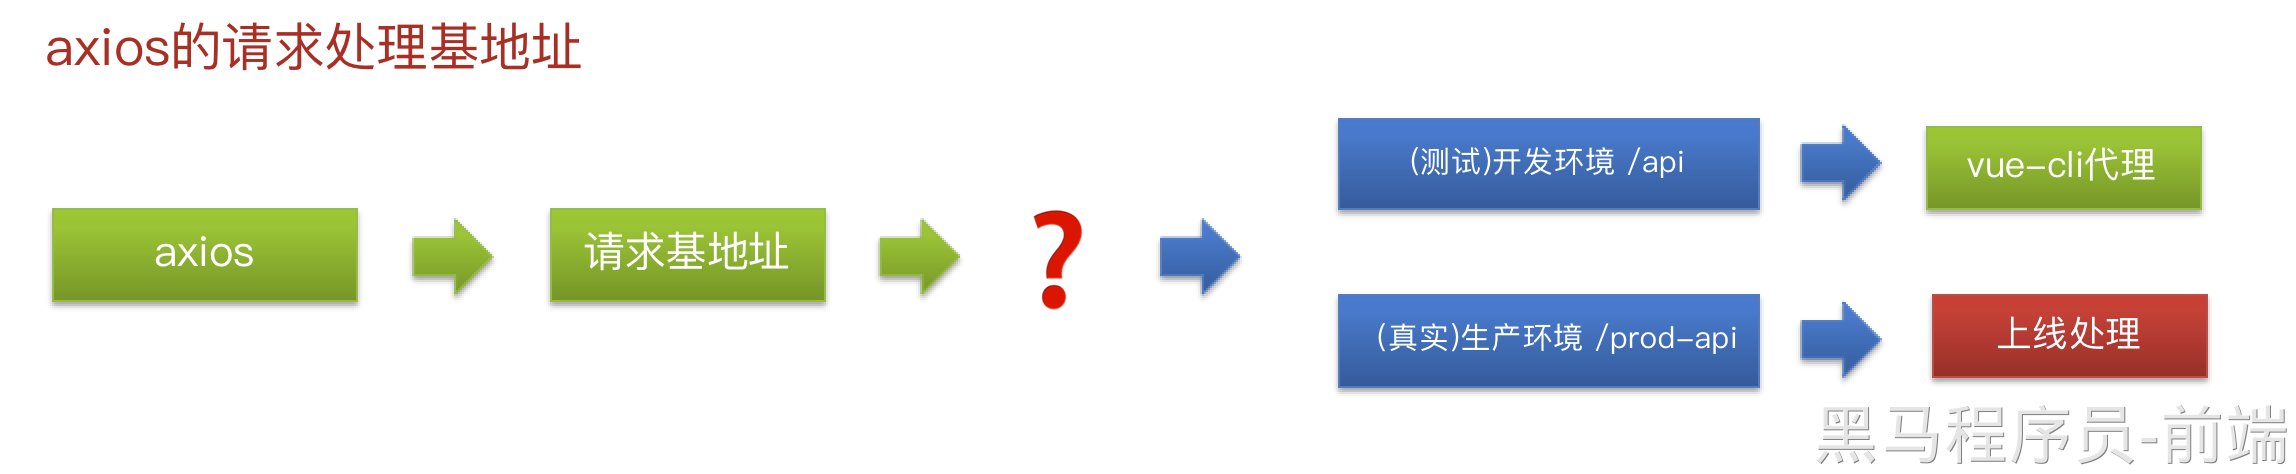 axios的请求处理基地址
axios
请求基地址
?
(测试)开发环境 /api
vue-cli代理
(真实)生产环境 /prod-api
上线处理
黑马程序员-前端